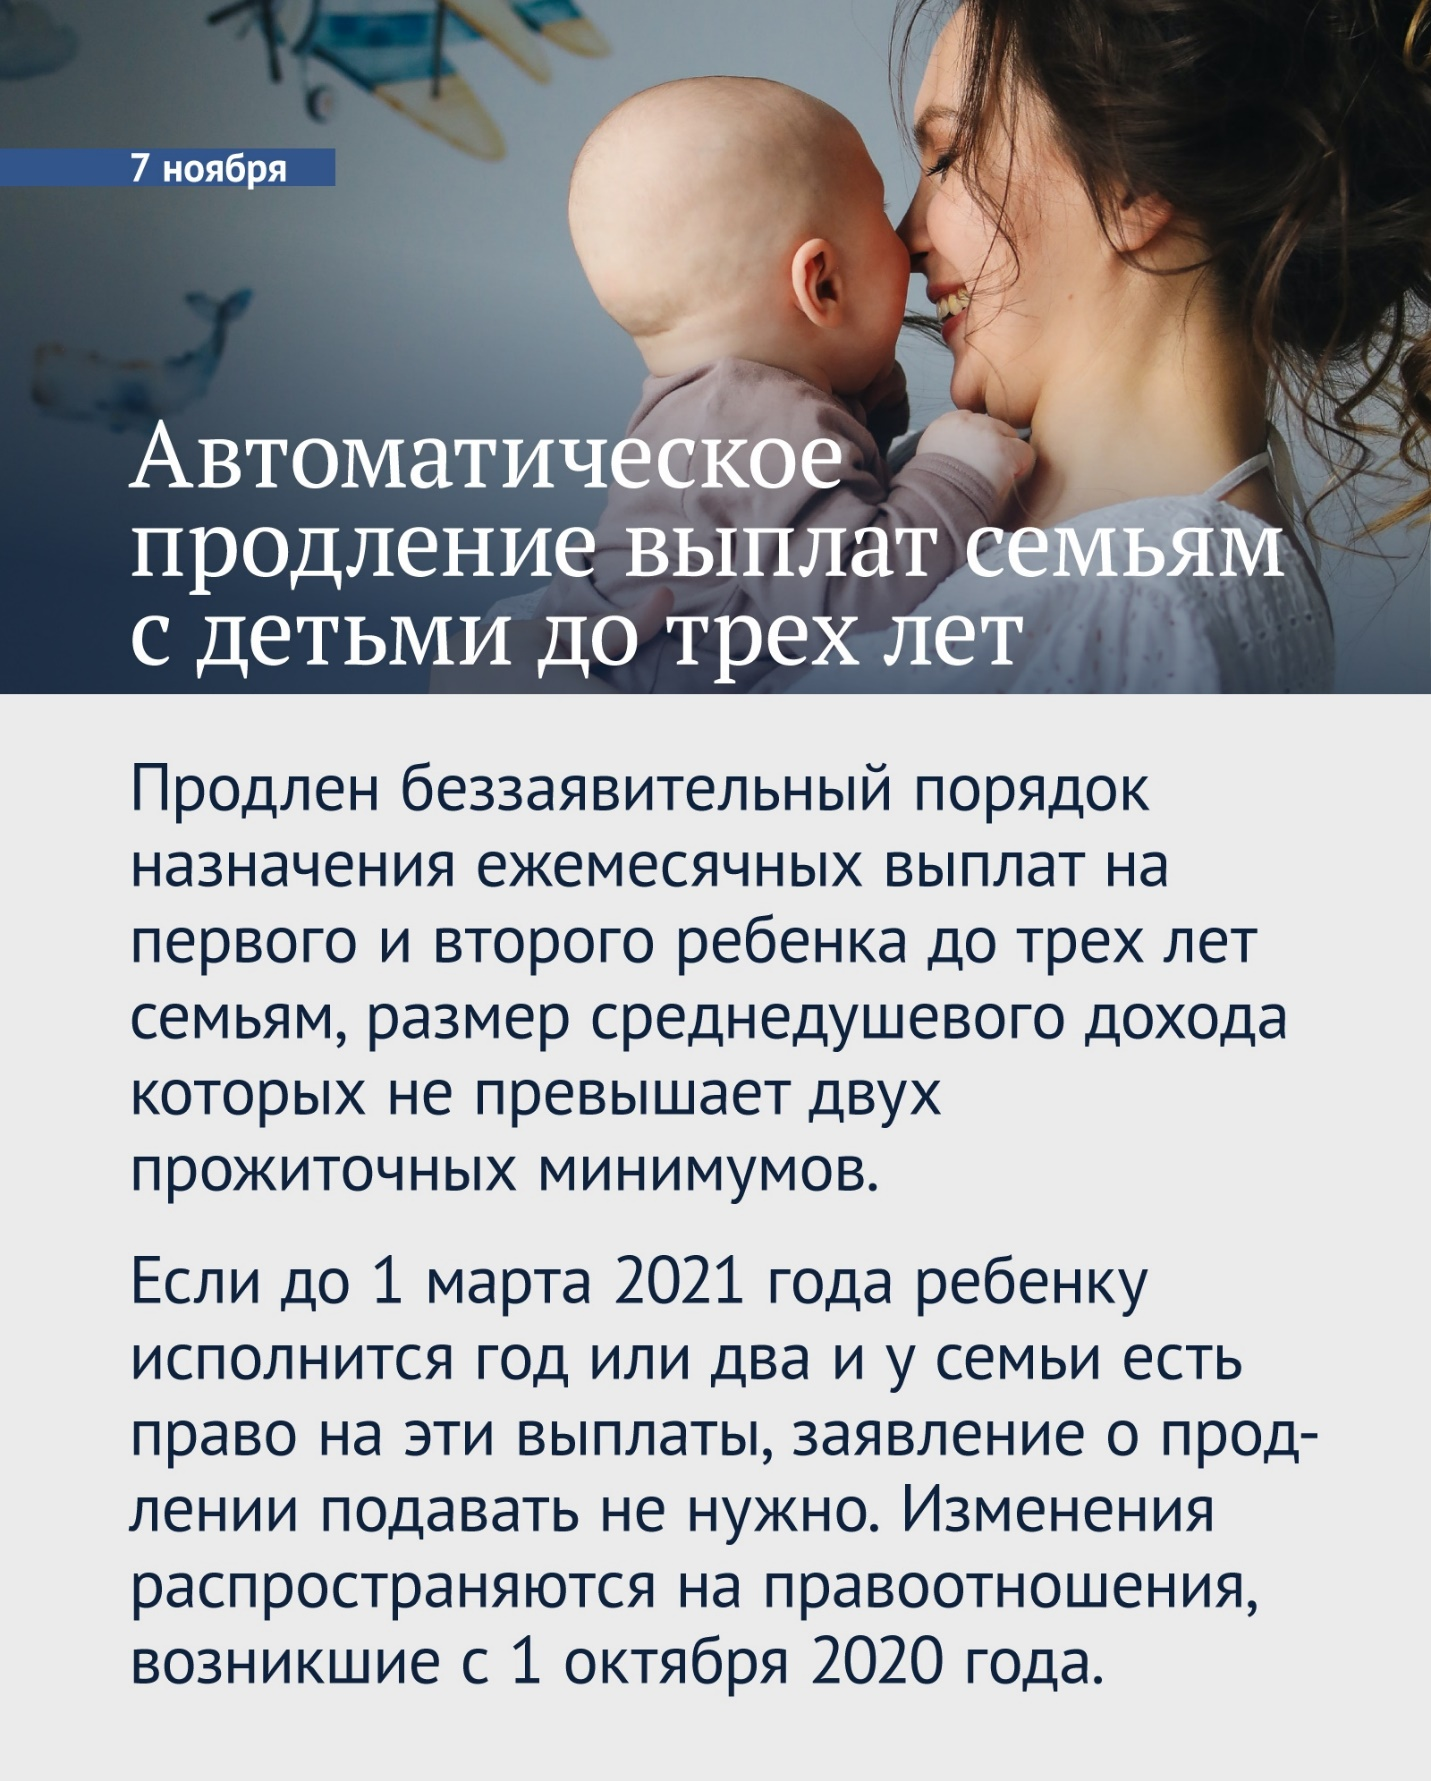 7 ноября
Автоматическое
продление выплат семьям
с детьми до трех лет
Продлен беззаявительный порядок
назначения ежемесячных выплат на
первого и второго ребенка до трех лет
семьям, размер среднедушевого дохода
которых не превышает двух
прожиточных минимумов.
Если до 1 марта 2021 года ребенку
исполнится год или два и у семьи есть
право на эти выплаты, заявление о прод-
лении подавать не нужно. Изменения
распространяются на правоотношения,
возникшие с 1 октября 2020 года.